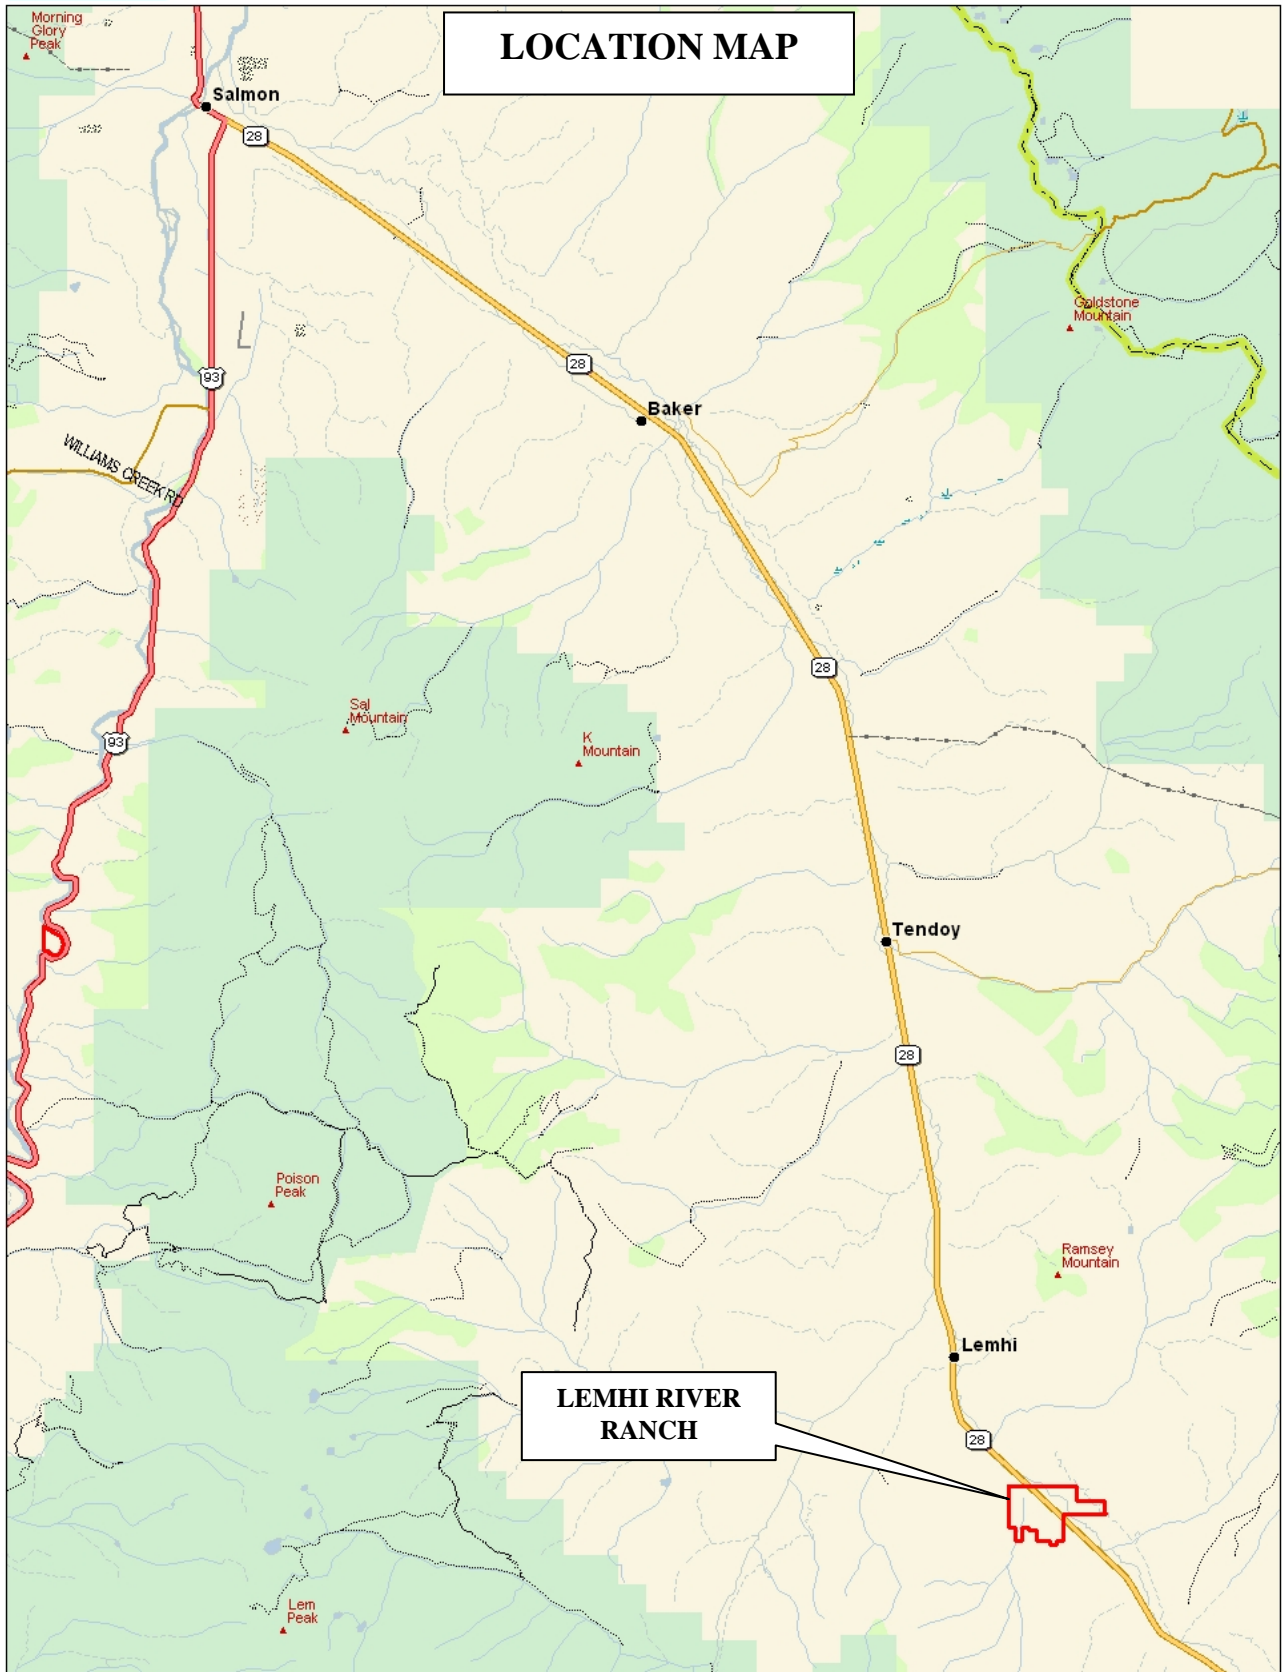 LOCATION MAP
Morning
Glory
Peak
Salmon
28
Goldstone
Mountain
28
93
Baker
WILLIAMS CREEK RD
28
Sal
Mountain
K
Mountain
93
Tendoy
28
Poison
Peak
Ramsey
Mountain
Lemhi
LEMHI RIVER
RANCH
28
Lem
Peak